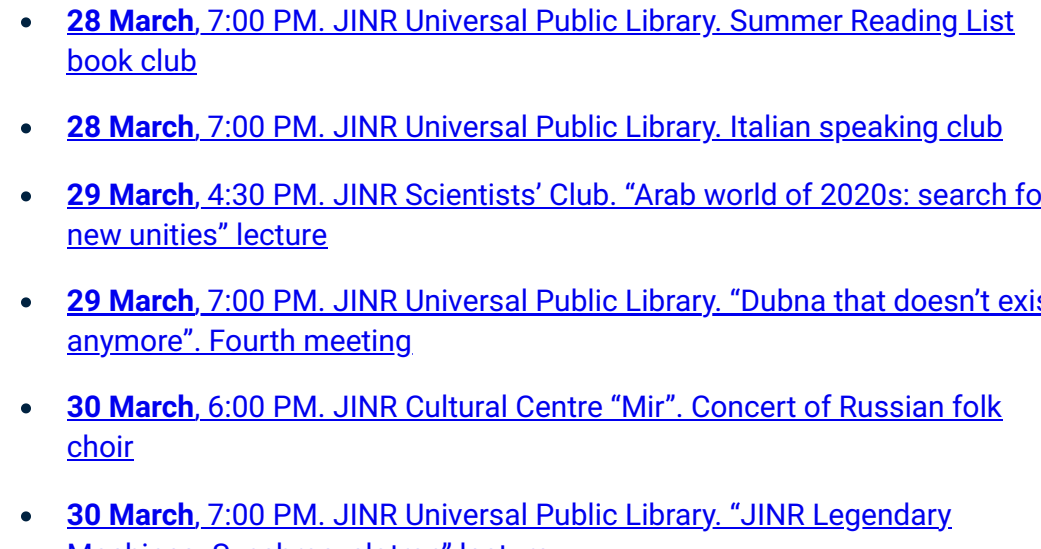 28 March, 7:00 PM. JINR Universal Public Library. Summer Reading List
book club
28 March, 7:00 PM. JINR Universal Public Library. Italian speaking club
29 March, 4:30 PM. JINR Scientists’ Club. “Arab world of 2020s: search fo
new unities” lecture
29 March, 7:00 PM. JINR Universal Public Library. “Dubna that doesn’t exis
anymore”. Fourth meeting
30 March, 6:00 PM. JINR Cultural Centre “Mir”. Concert of Russian folk
choir
30 March, 7:00 PM. JINR Universal Public Library. “JINR Legendary